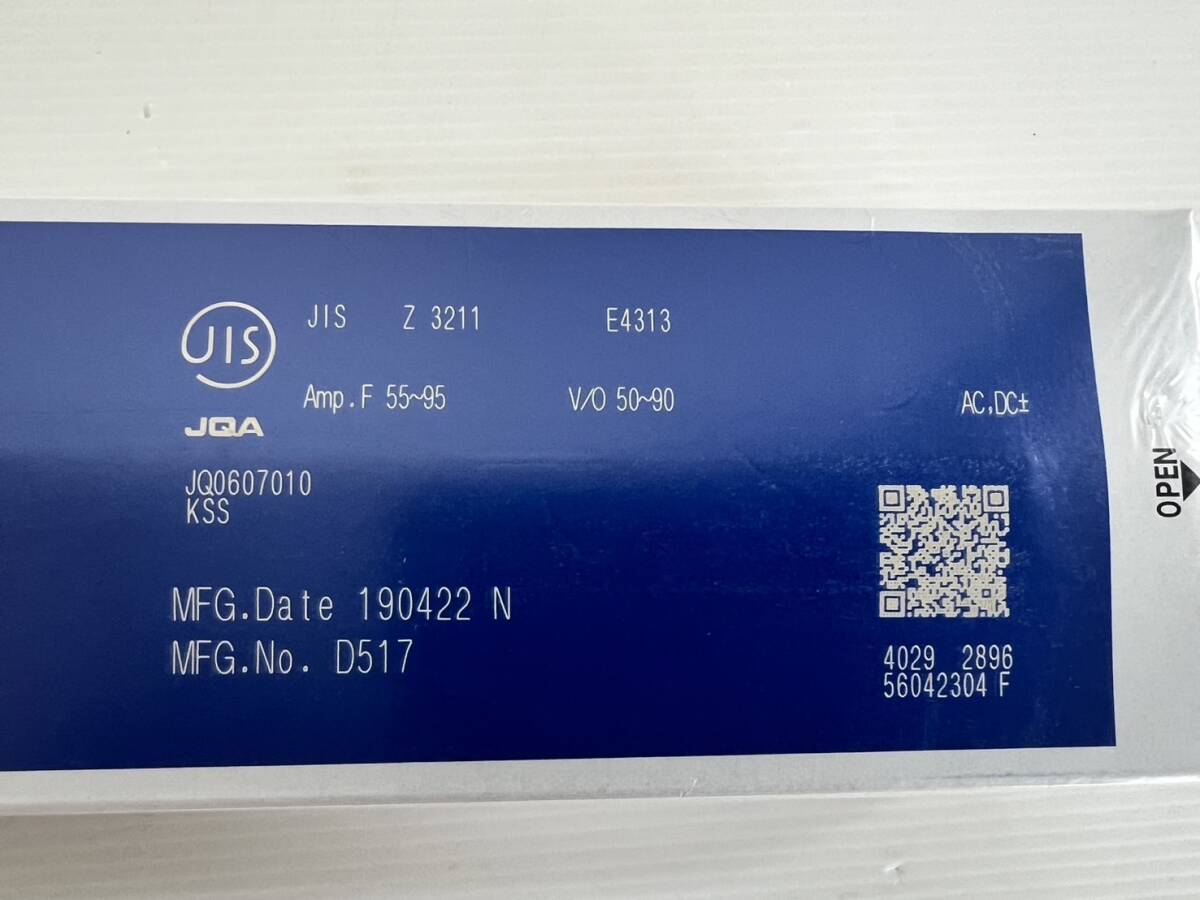 JIS
JIS Z 3211 E4313
Amp.F 55~95 V/O 50~90 AC,DC±
JQA
JQ0607010
KSS
MFG.Date 190422 N
MFG.No. D517
4029 2896
56042304 F
OPEN